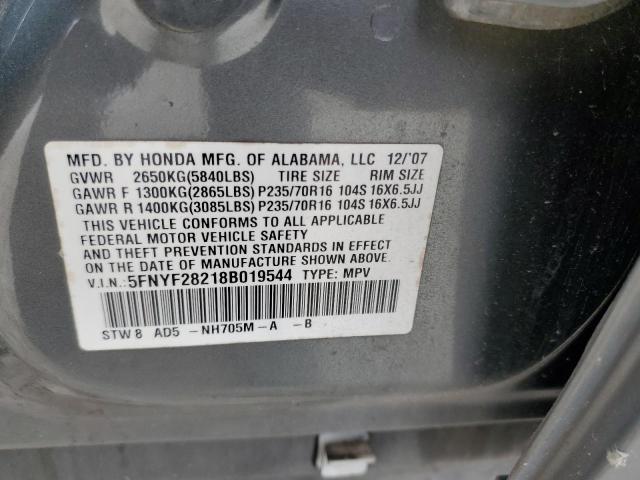 MFD. BY HONDA MFG. OF ALABAMA, LLC 12/'07
GVWR 2650KG(5840LBS) TIRE SIZE RIM SIZE
GAWR F 1300KG(2865LBS) P235/70R16 104S 16X6.5JJ
GAWR R 1400KG(3085LBS) P235/70R16 104S 16X6.5JJ
THIS VEHICLE CONFORMS TO ALL APPLICABLE
FEDERAL MOTOR VEHICLE SAFETY
AND THEFT PREVENTION STANDARDS IN EFFECT
ON THE DATE OF MANUFACTURE SHOWN ABOVE.
V.I.N.: 5FNYF28218B019544 TYPE: MPV
STW8 AD5 -NH705M-A -B